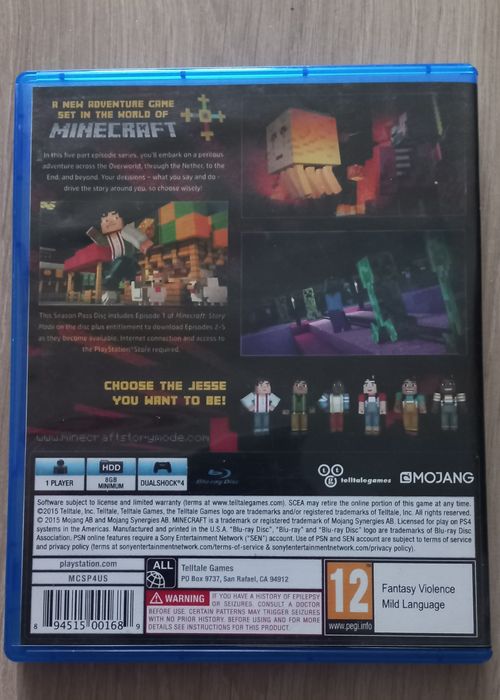 A NEW ADVENTURE GAME
SET IN THE WORLD OF
MINECRAFT
In this five part episodic series, you'll embark on a perilous
adventure across the Overworld, through the Nether, to the
End, and beyond. Your decisions – what you say and do -
drive the story around you, so choose wisely!
This Season Pass Disc includes Episode 1 of Minecraft: Story
Mode on the disc plus entitlement to download Episodes 2-5
as they become available. Internet connection and access to
the PlayStation®Store required.
CHOOSE THE JESSE
YOU WANT TO BE!
www.minecraftstorymode.com
1 PLAYER
HDD
8GB
MINIMUM
DUALSHOCK®4
Blu-ray Disc
telltalegames
MOJANG
Software subject to license and limited warranty (terms at www.telltalegames.com). SCEA may retire the online portion of this game at any time.
©2015 Telltale, Inc. Telltale, Telltale, the Telltale Games logo are trademarks and/or registered trademarks of Telltale, Inc. All rights reserved.
© 2015 Mojang AB and Mojang Synergies AB. MINECRAFT is a trademark or registered trademark of Mojang Synergies AB. Licensed for play on PS4
systems in the Americas. Manufactured and printed in the U.S.A. "Blu-ray Disc", "Blu-ray" and "Blu-ray Disc" logo are trademarks of Blu-ray Disc
Association. PSN online features require a Sony Entertainment Network ("SEN") account. Use of PSN and SEN account are subject to terms of service
and privacy policy (terms at sonyentertainmentnetwork.com/terms-of-service & sonyentertainmentnetwork.com/privacy-policy).
playstation.com
MCSP4US
8 94515 00168 9
ALL
Telltale Games
PO Box 9737, San Rafael, CA 94912
WARNING
IF YOU HAVE A HISTORY OF EPILEPSY
OR SEIZURES, CONSULT A DOCTOR
BEFORE USE. CERTAIN PATTERNS MAY TRIGGER SEIZURES
WITH NO PRIOR HISTORY. BEFORE USING AND FOR MORE
DETAILS SEE INSTRUCTIONS FOR THIS PRODUCT.
12
www.pegi.info
Fantasy Violence
Mild Language